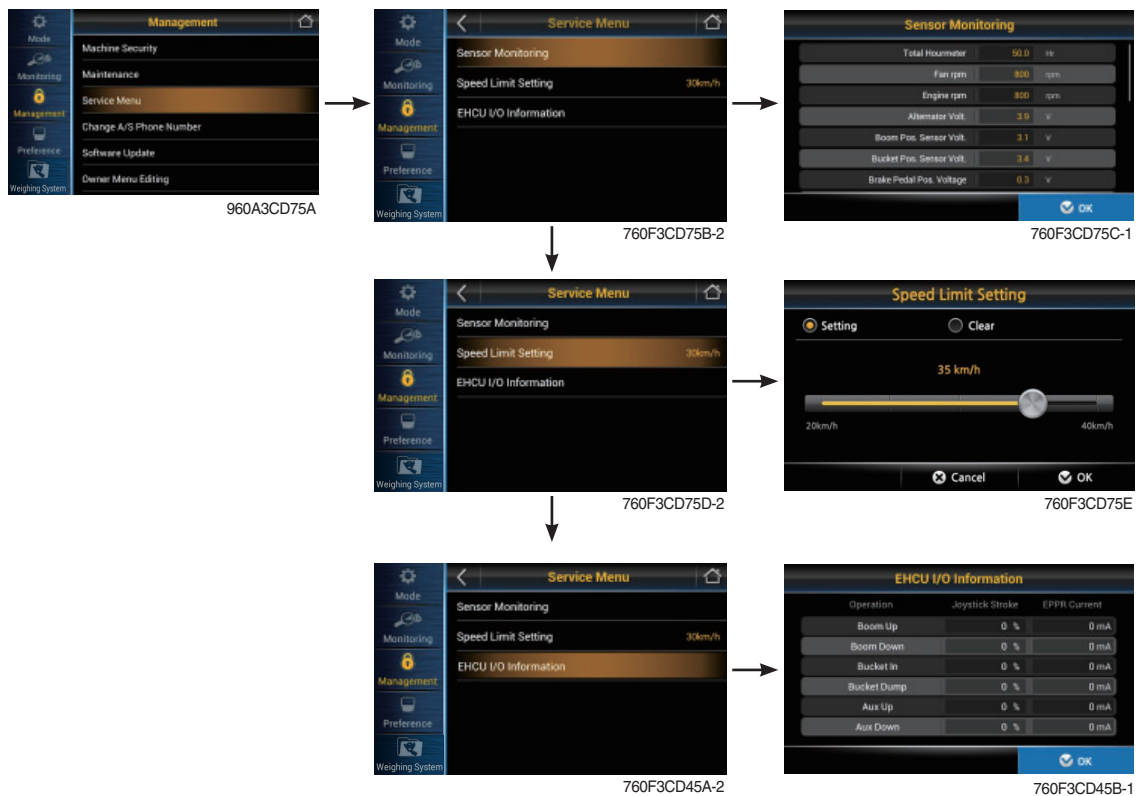 Management
Mode
Monitoring
Management
Preference
Weighing System
Machine Security
Maintenance
Service Menu
Change A/S Phone Number
Software Update
Owner Menu Editing
960A3CD75A
Service Menu
Mode
Monitoring
Management
Preference
Weighing System
Sensor Monitoring
Speed Limit Setting 30km/h
EHCU I/O Information
760F3CD75B-2
Sensor Monitoring
Total Hourmeter 50.0 Hr
Fan rpm 800 rpm
Engine rpm 800 rpm
Alternator Volt. 3.9 V
Boom Pos. Sensor Volt. 3.1 V
Bucket Pos. Sensor Volt. 3.4 V
Brake Pedal Pos. Voltage 0.3 V
OK
760F3CD75C-1
Service Menu
Mode
Monitoring
Management
Preference
Weighing System
Sensor Monitoring
Speed Limit Setting 30km/h
EHCU I/O Information
760F3CD75D-2
Speed Limit Setting
Setting Clear
35 km/h
20km/h 40km/h
Cancel OK
760F3CD75E
Service Menu
Mode
Monitoring
Management
Preference
Weighing System
Sensor Monitoring
Speed Limit Setting 30km/h
EHCU I/O Information
760F3CD45A-2
EHCU I/O Information
Operation Joystick Stroke EPPR Current
Boom Up 0 % 0 mA
Boom Down 0 % 0 mA
Bucket In 0 % 0 mA
Bucket Dump 0 % 0 mA
Aux Up 0 % 0 mA
Aux Down 0 % 0 mA
OK
760F3CD45B-1